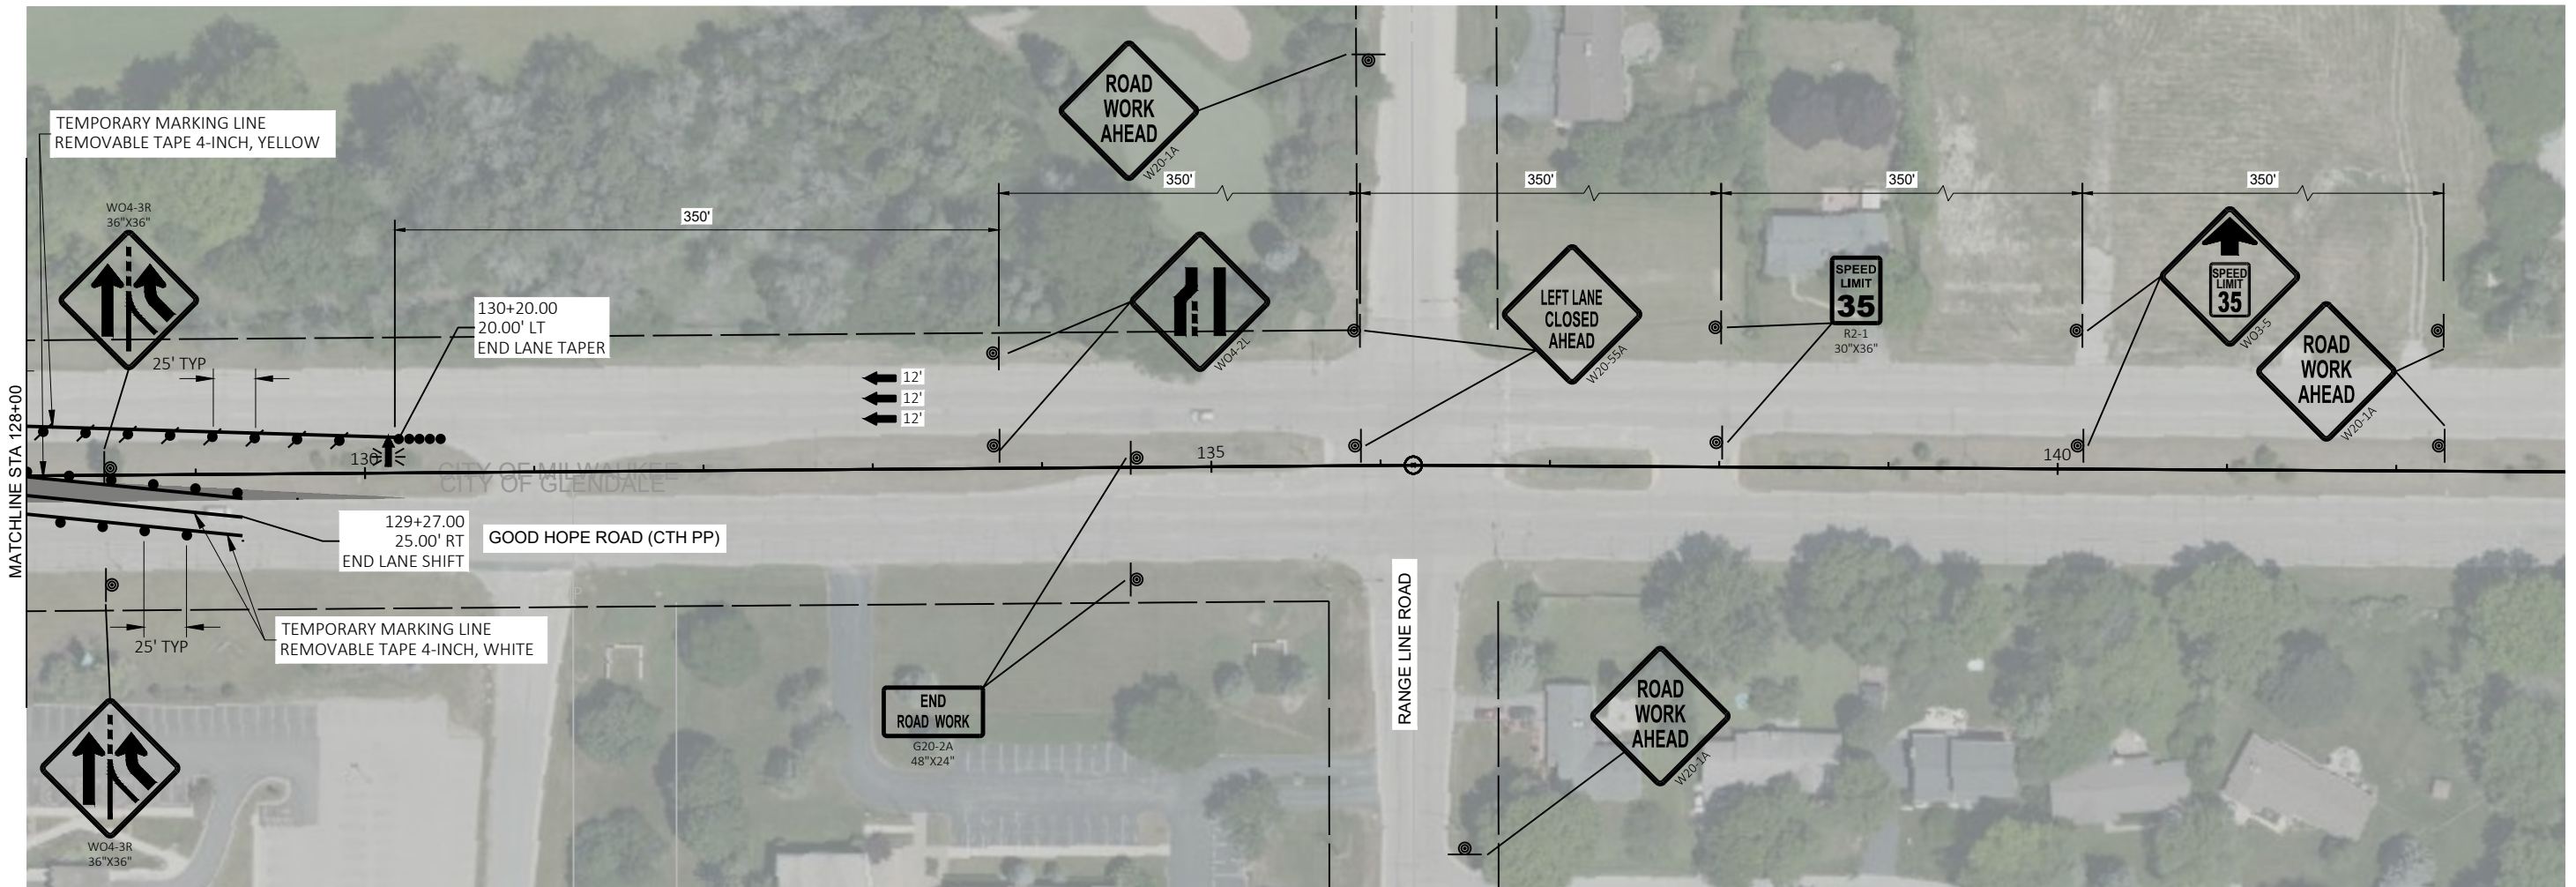 TEMPORARY MARKING LINE
REMOVABLE TAPE 4-INCH, YELLOW
WO4-3R
36"X36"
25' TYP
MATCHLINE STA 128+00
130+20.00
20.00' LT
END LANE TAPER
350'
350'
350'
350'
350'
ROAD
WORK
AHEAD
W20-1A
WO4-2L
12'
12'
12'
LEFT LANE
CLOSED
AHEAD
W20-55A
SPEED
LIMIT
35
R2-1
30"X36"
SPEED
LIMIT
35
WO3-5
ROAD
WORK
AHEAD
W20-1A
130
135
140
CITY OF MILWAUKEE
CITY OF GLENDALE
129+27.00
25.00' RT
END LANE SHIFT
GOOD HOPE ROAD (CTH PP)
25' TYP
TEMPORARY MARKING LINE
REMOVABLE TAPE 4-INCH, WHITE
WO4-3R
36"X36"
END
ROAD WORK
G20-2A
48"X24"
RANGE LINE ROAD
ROAD
WORK
AHEAD
W20-1A